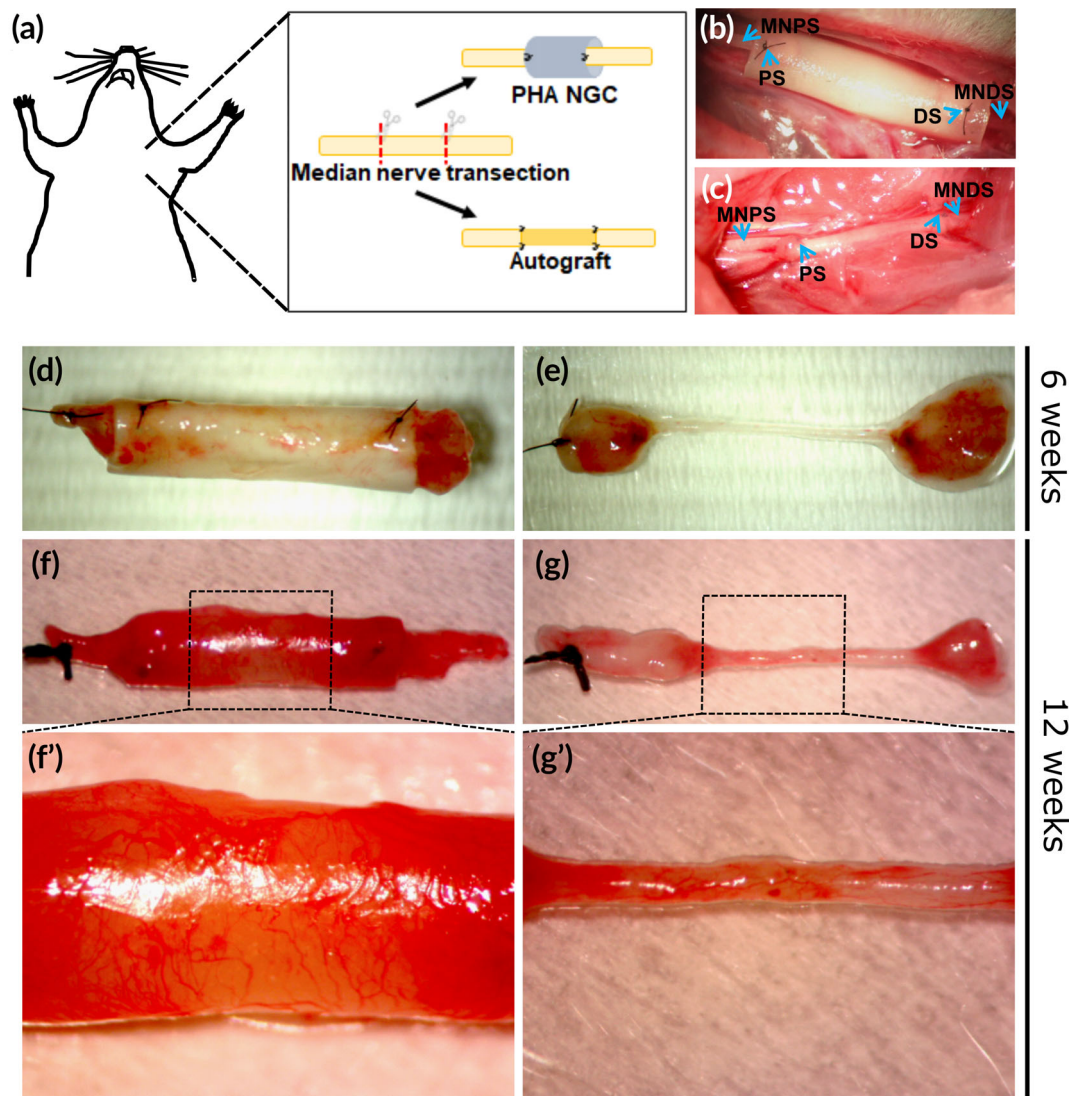 (a)
PHA NGC
Median nerve transection
Autograft
(b)
MNPS
PS
MNDS
DS
(c)
MNPS
MNDS
DS
PS
(d)
(e)
6 weeks
(f)
(g)
12 weeks
(f')
(g')